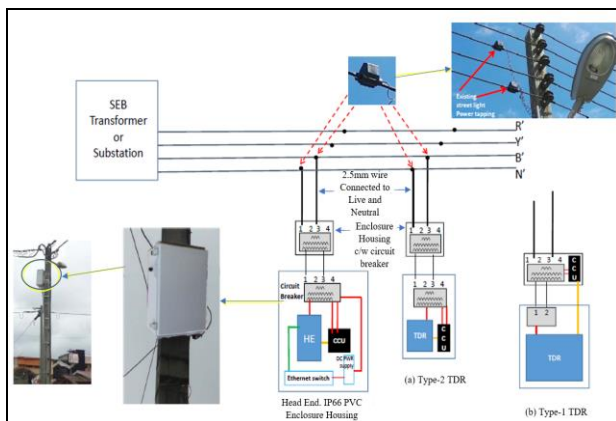 Existing
street light
Power tapping
SEB
Transformer
or
Substation
R'
Y'
B'
N'
2.5mm wire
Connected to
Live and
Neutral
Enclosure
Housing
c/w circuit
breaker
1 2 3 4
1 2 3 4
1 2 3 4
1 2 3 4
1 2 3 4
Circuit
Breaker
HE
CCU
DC PWR
supply
Ethernet switch
Head End. IP66 PVC
Enclosure Housing
TDR
C
C
U
(a) Type-2 TDR
C
C
U
1 2
TDR
(b) Type-1 TDR